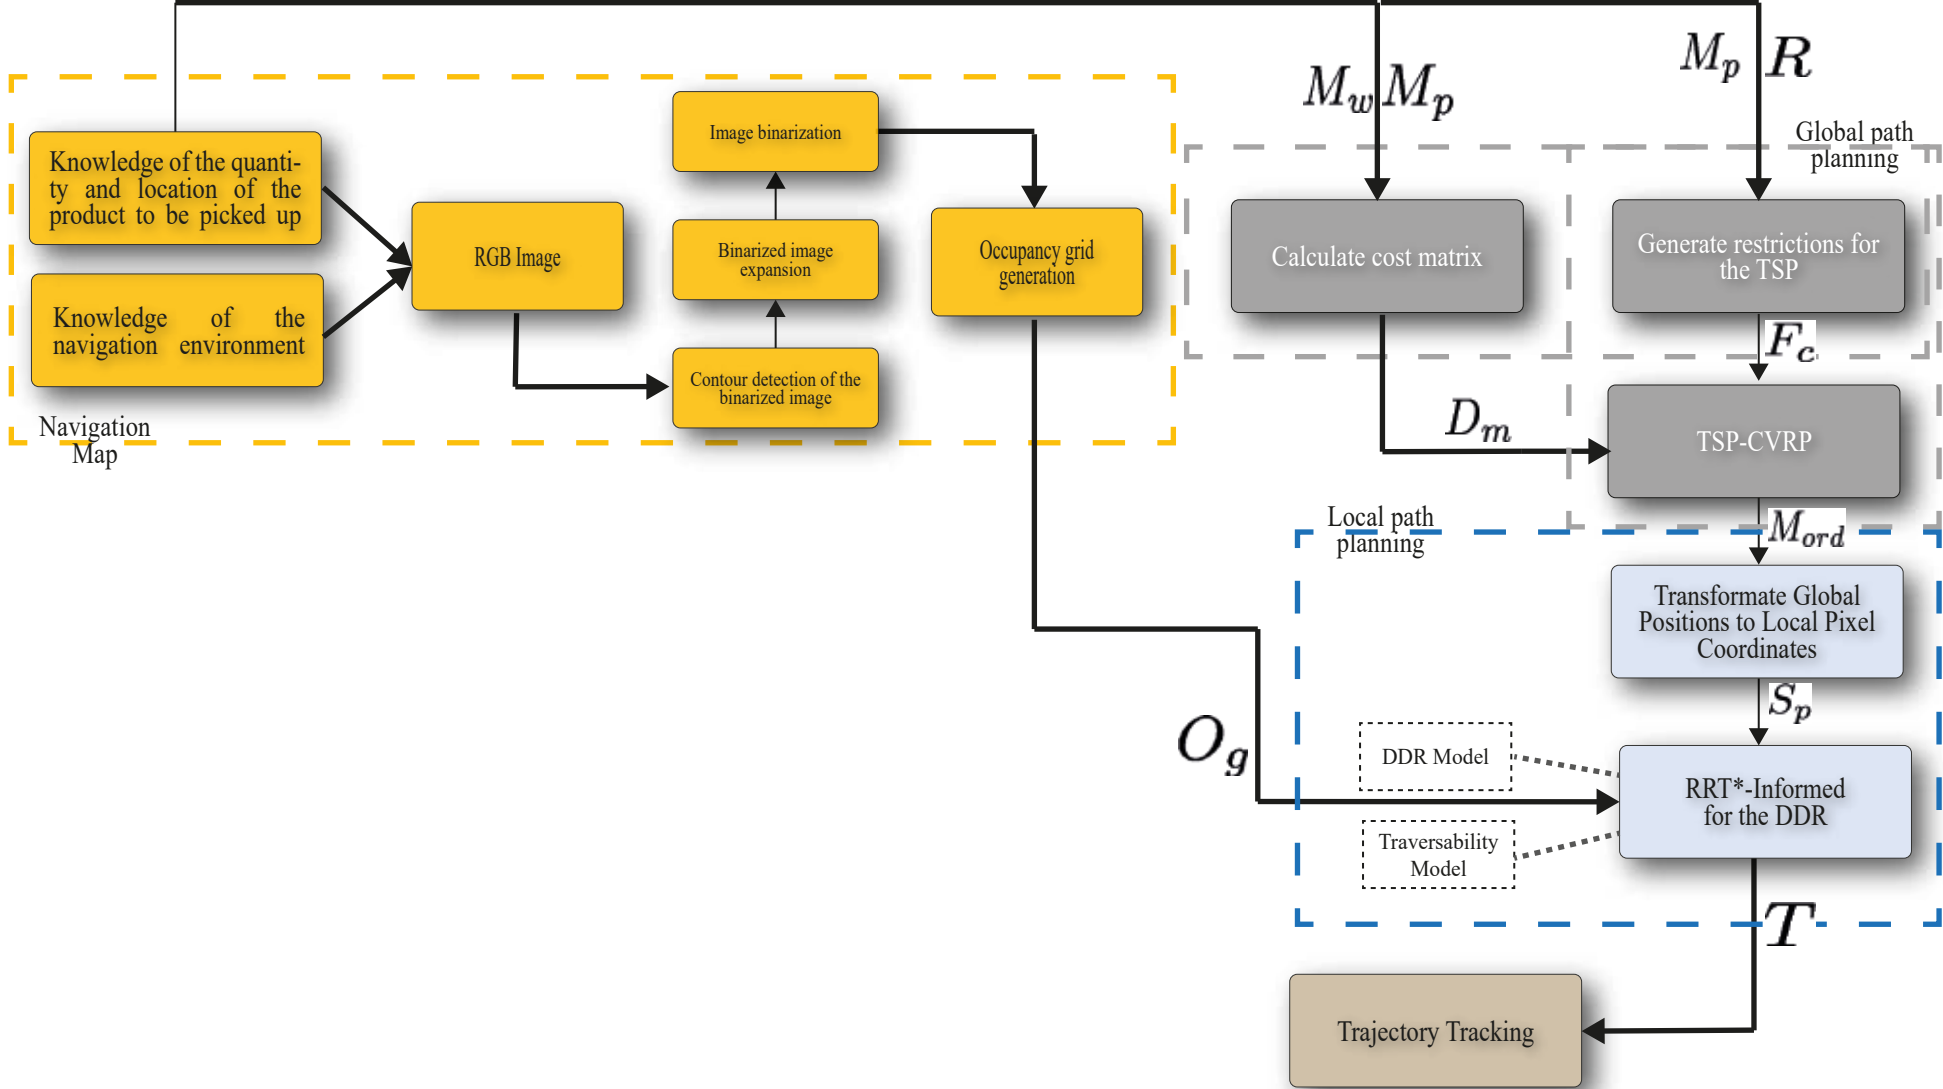 Knowledge of the quanti-
ty and location of the
product to be picked up
Knowledge of the
navigation environment
Navigation
Map
RGB Image
Image binarization
Binarized image
expansion
Contour detection of the
binarized image
Occupancy grid
generation
M_w M_p
M_p R
Global path
planning
Calculate cost matrix
Generate restrictions for
the TSP
F_c
D_m
TSP-CVRP
M_ord
Local path
planning
Transformate Global
Positions to Local Pixel
Coordinates
S_p
O_g
DDR Model
Traversability
Model
RRT*-Informed
for the DDR
T
Trajectory Tracking